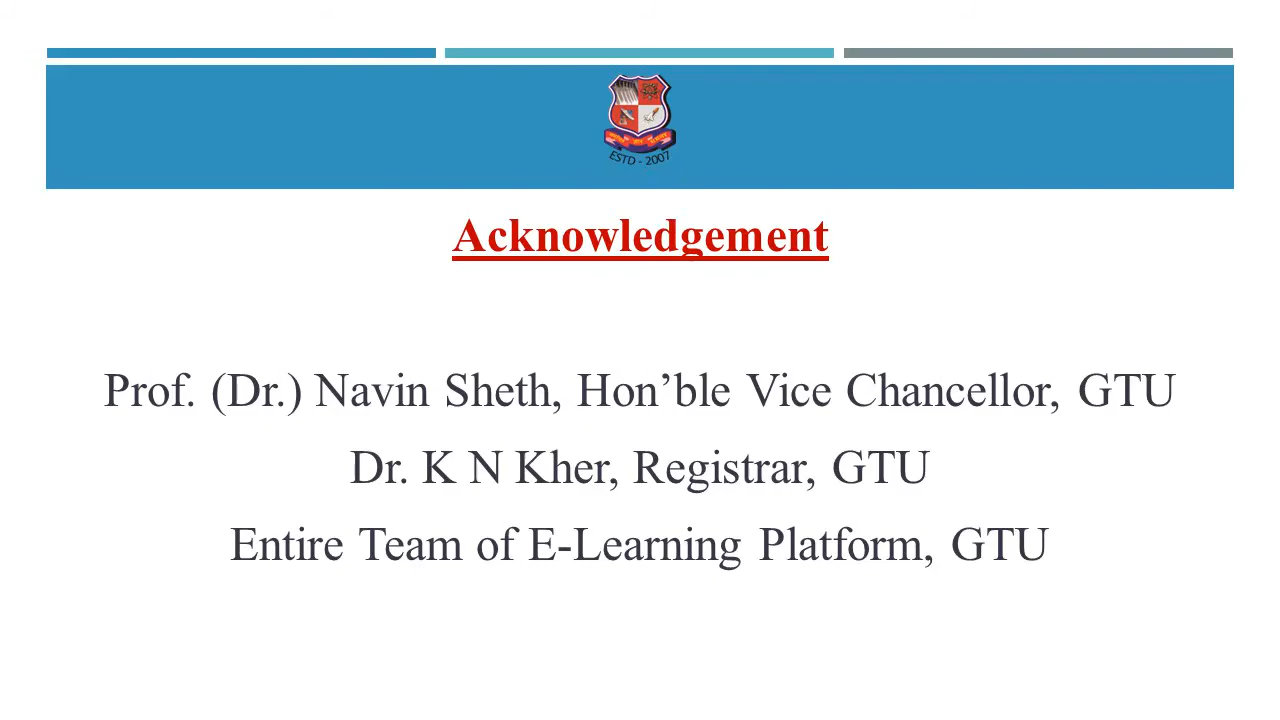 ESTD - 2007
Acknowledgement
Prof. (Dr.) Navin Sheth, Hon’ble Vice Chancellor, GTU
Dr. K N Kher, Registrar, GTU
Entire Team of E-Learning Platform, GTU